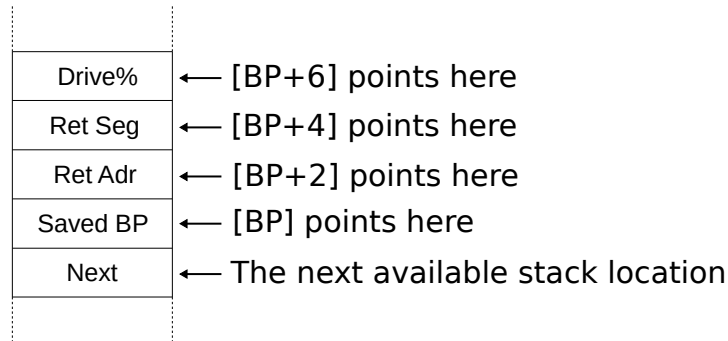 Drive% [BP+6] points here
Ret Seg [BP+4] points here
Ret Adr [BP+2] points here
Saved BP [BP] points here
Next The next available stack location